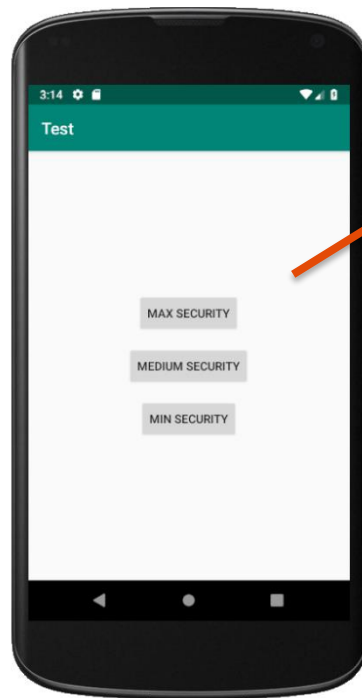 3:14
Test
MAX SECURITY
MEDIUM SECURITY
MIN SECURITY